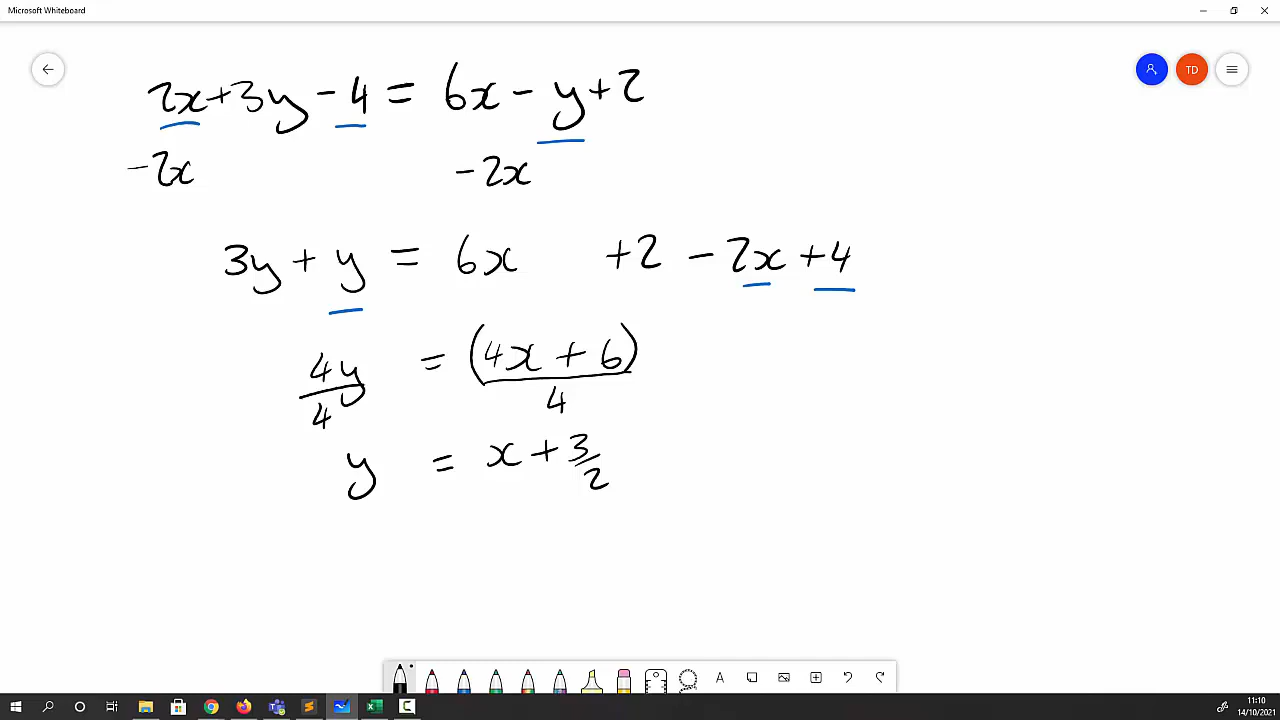 Microsoft Whiteboard
TD
2x+3y-4 = 6x-y+2
-2x -2x
3y+y = 6x +2-2x+4
4y/4 = (4x+6)/4
y = x+3/2
A
11:10
14/10/2021